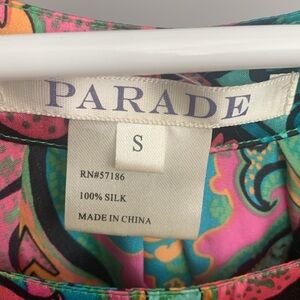 PARADE
S
RN#57186
100% SILK
MADE IN CHINA